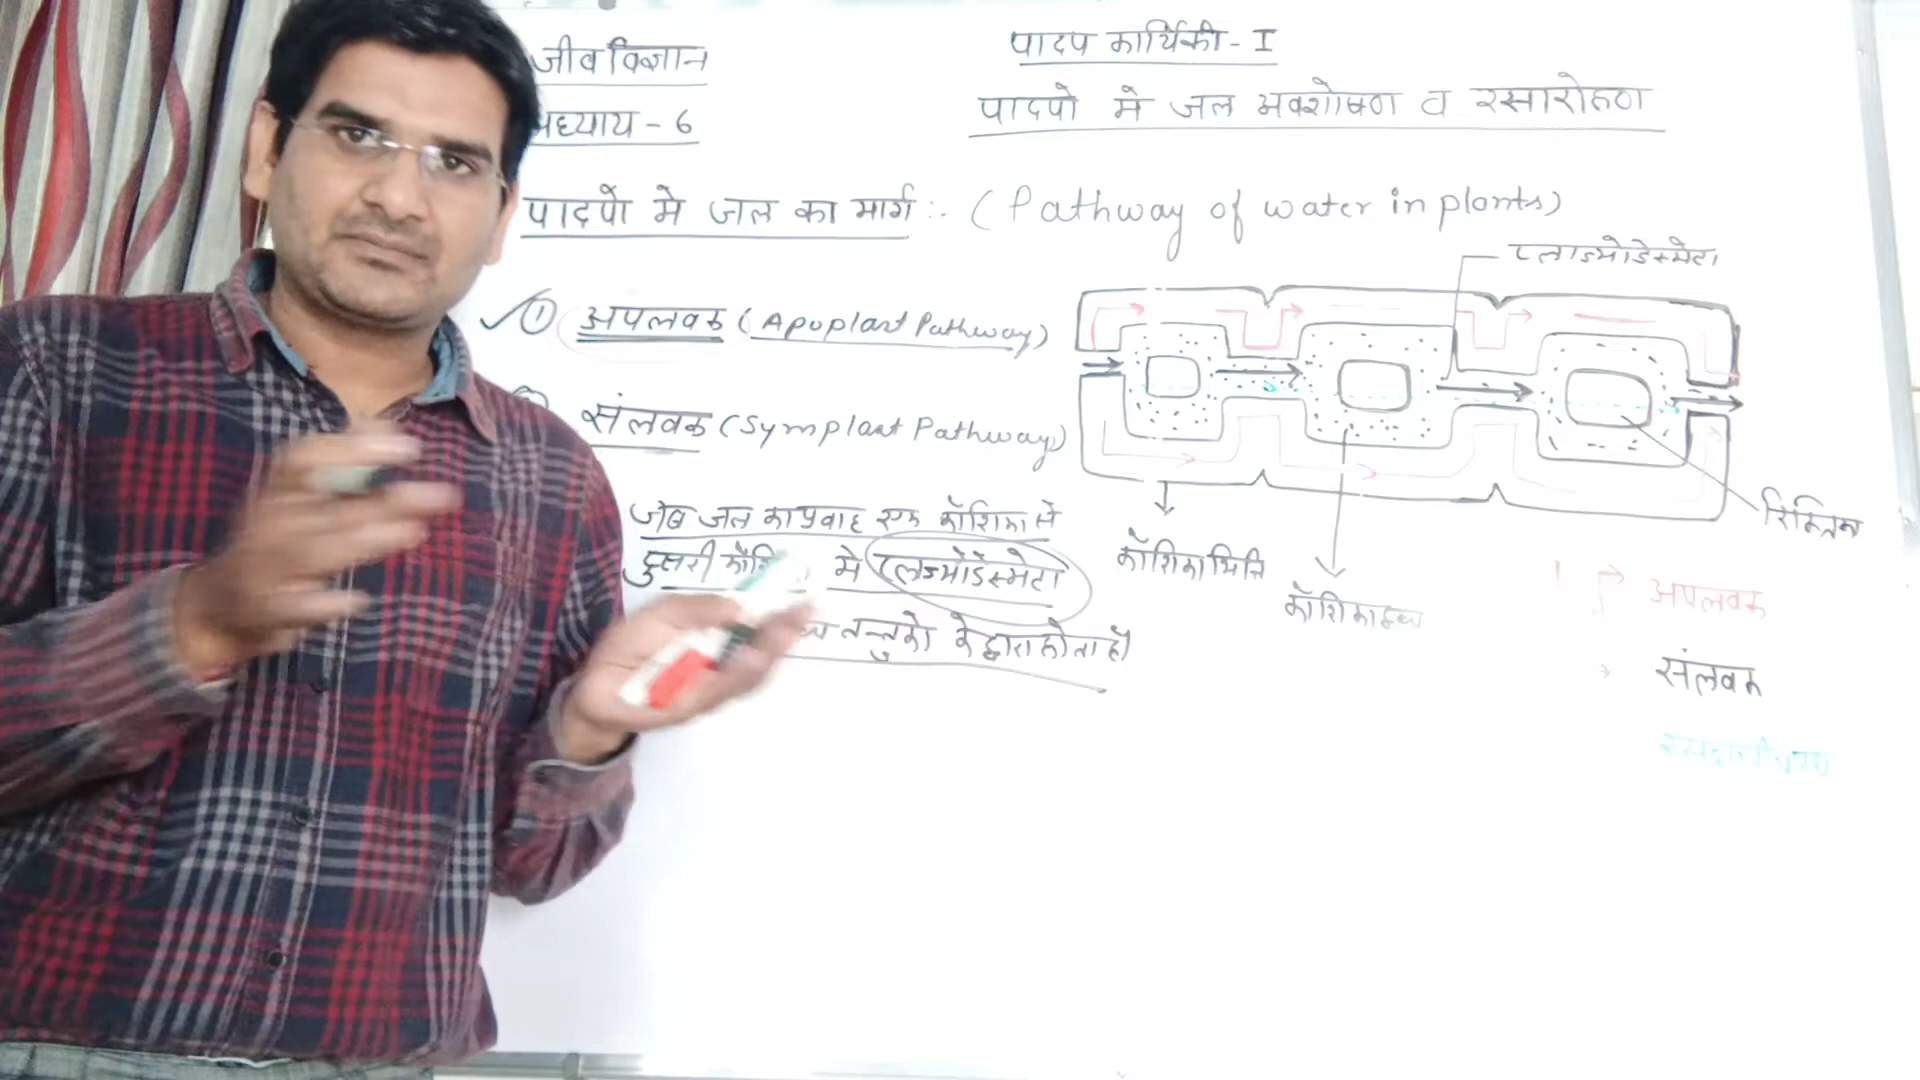 जीव विज्ञान
पादप कार्यिकी - I
अध्याय - 6
पादपो मे जल अवशोषण व रसारोहण
पादपो मे जल का मार्ग :- (Pathway of water in plants)
प्लाज्मोडेस्मेटा
① अपलवक (Apoplast Pathway)
संलवक (Symplast Pathway)
जब जल का प्रवाह एक कोशिका से
दुसरी मे प्लाज्मोडेस्मेटा
तन्तुको के द्वारा होता है
रिक्तिका
कोशिका भित्ति
कोशिका द्रव्य
अपलवक
संलवक